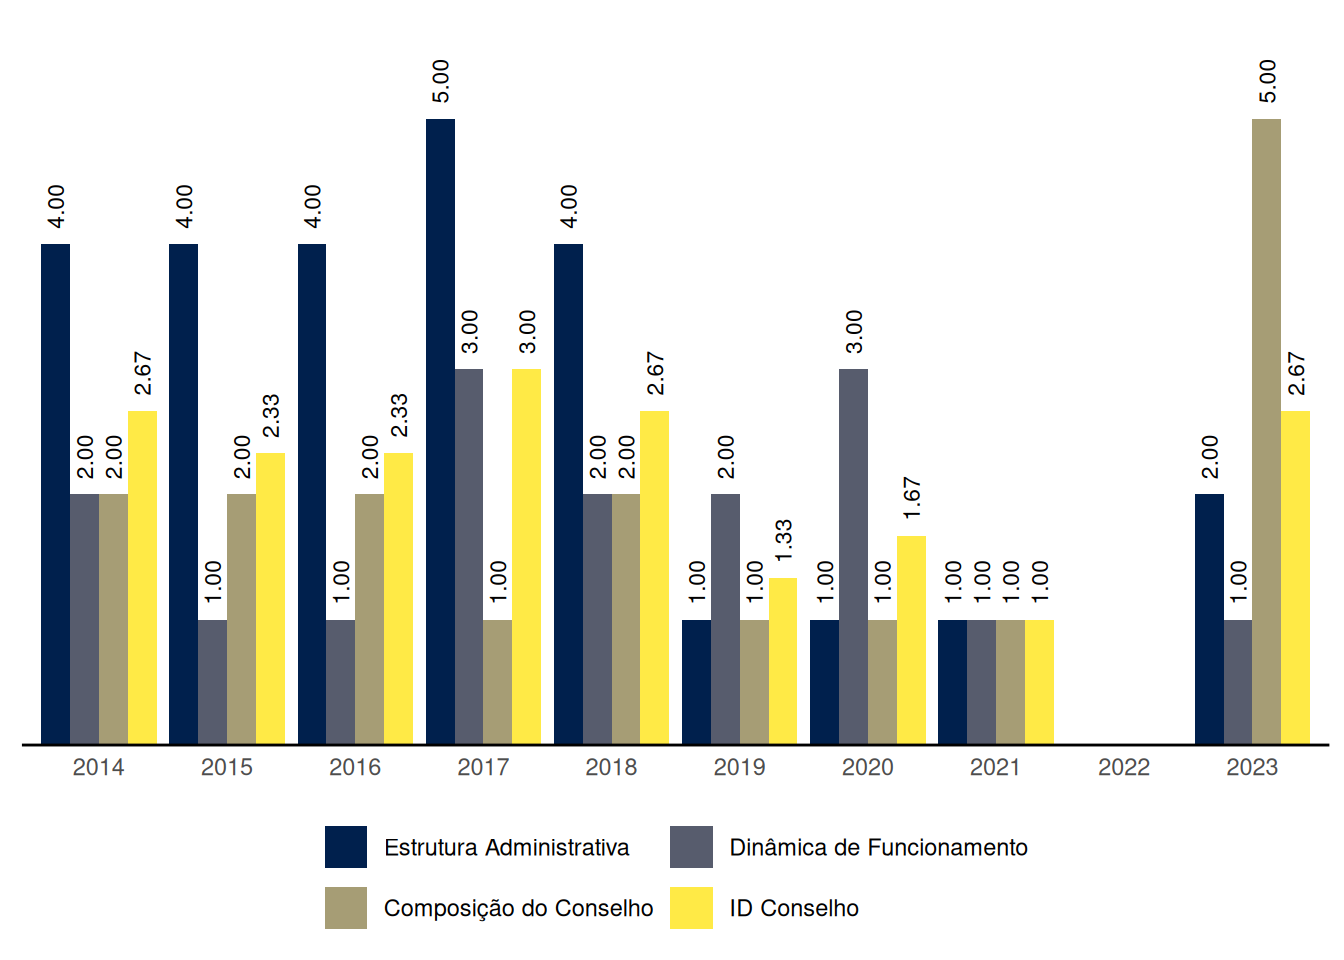 4.00 2.00 2.00 2.67
4.00 1.00 2.00 2.33
4.00 1.00 2.00 2.33
5.00 3.00 1.00 3.00
4.00 2.00 2.00 2.67
1.00 2.00 1.00 1.33
1.00 3.00 1.00 1.67
1.00 1.00 1.00 1.00
2.00 1.00 5.00 2.67
2014 2015 2016 2017 2018 2019 2020 2021 2022 2023
Estrutura Administrativa Dinâmica de Funcionamento
Composição do Conselho ID Conselho